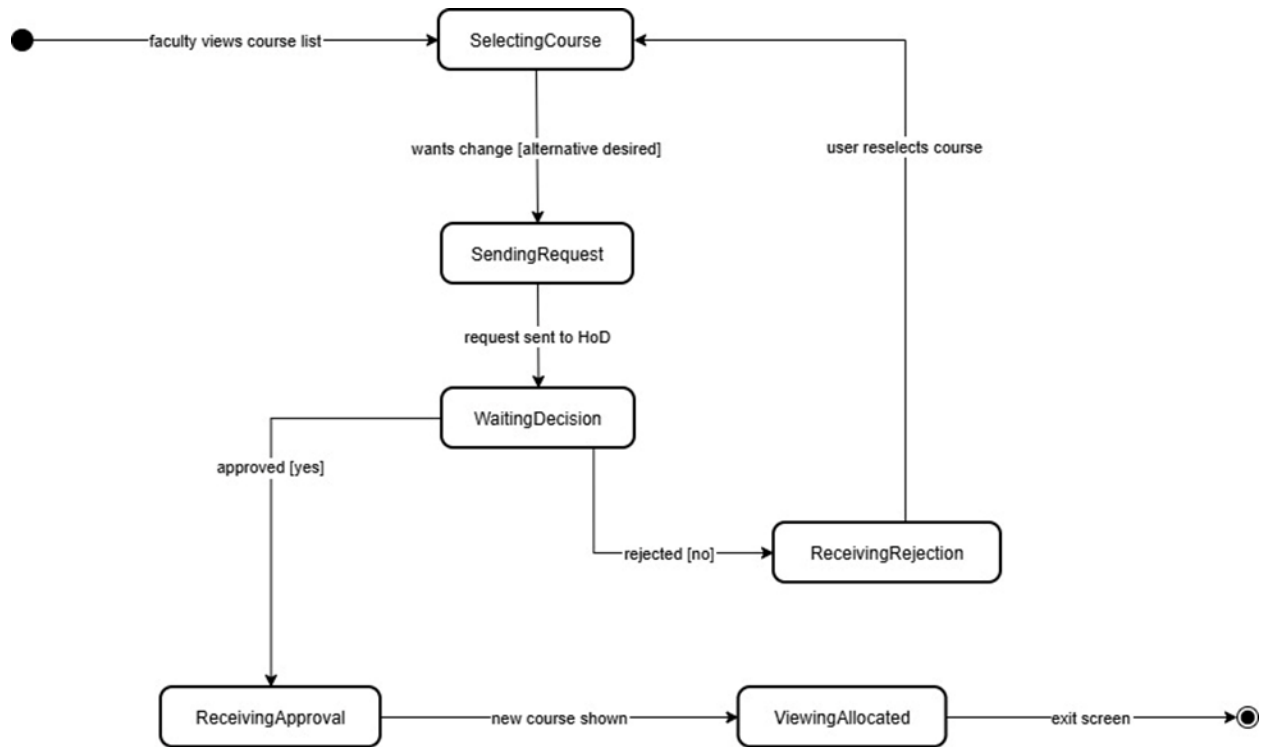 faculty views course list
SelectingCourse
wants change [alternative desired]
user reselects course
SendingRequest
request sent to HoD
WaitingDecision
approved [yes]
rejected [no]
ReceivingRejection
ReceivingApproval
new course shown
ViewingAllocated
exit screen